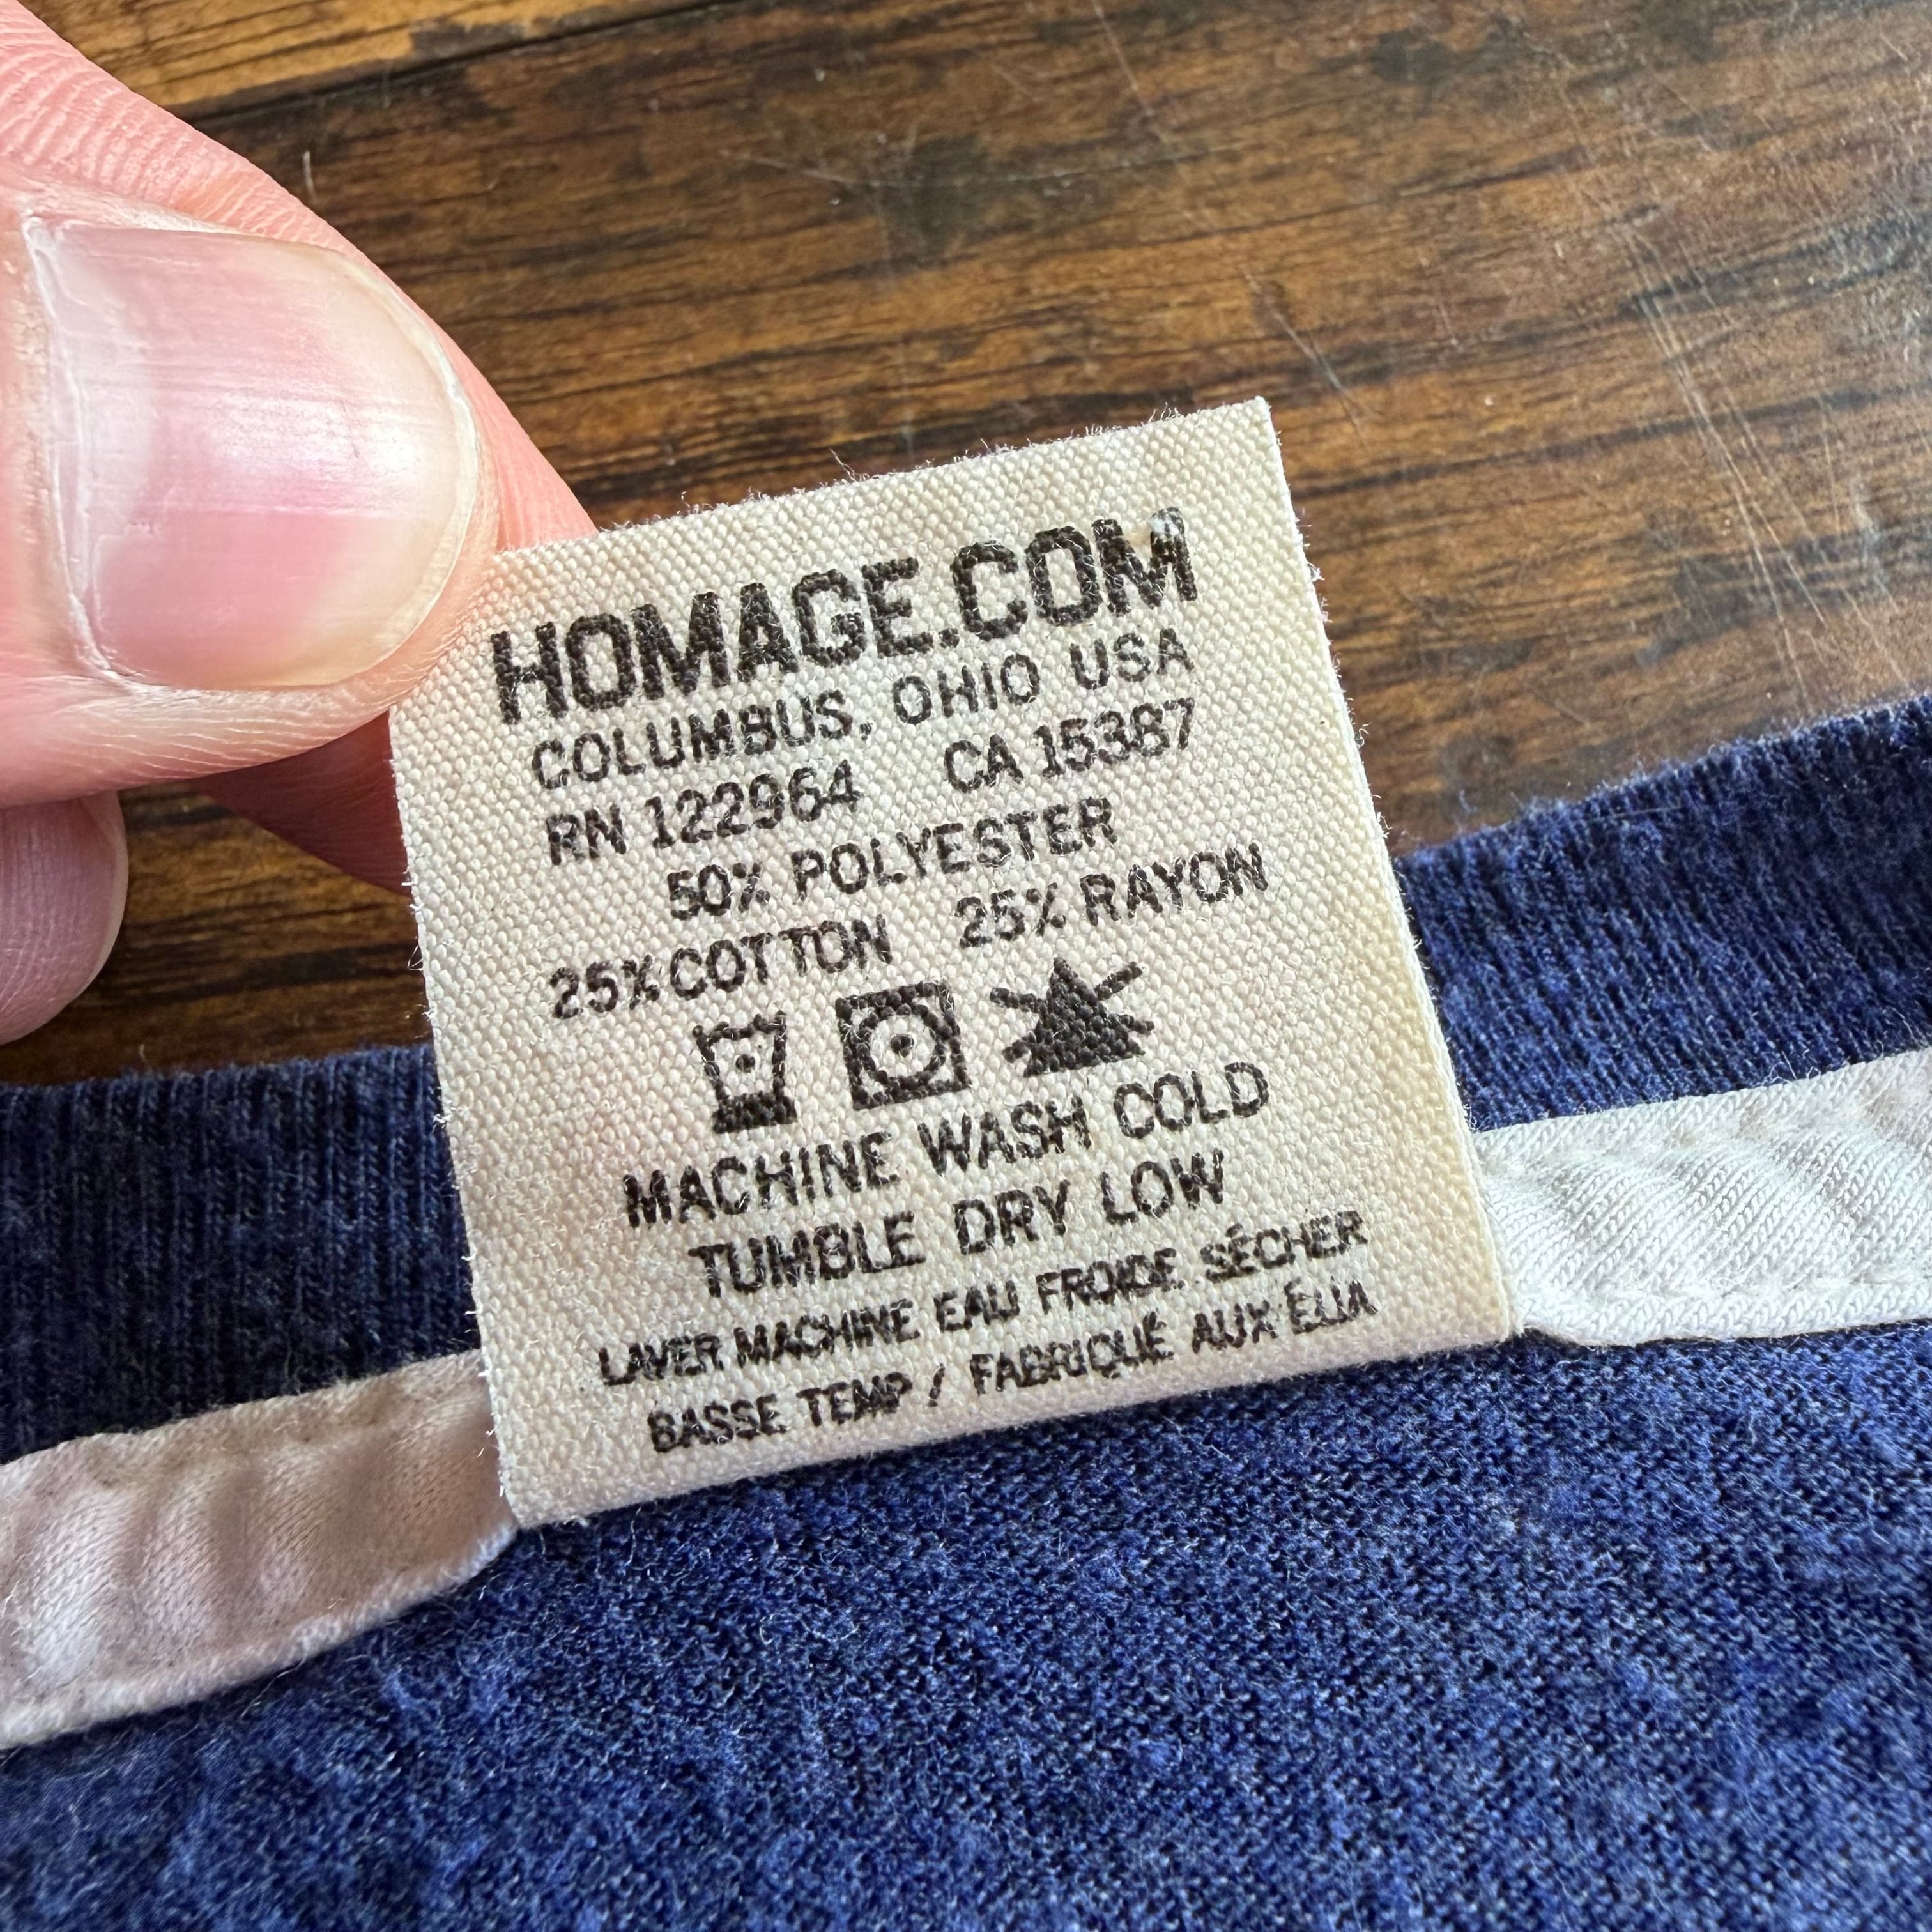 HOMAGE.COM
COLUMBUS, OHIO USA
RN 122964 CA 15387
50% POLYESTER
25% COTTON 25% RAYON
MACHINE WASH COLD
TUMBLE DRY LOW
LAVER MACHINE EAU FROIDE SÉCHER
BASSE TEMP / FABRIQUÉ AUX ÉUA